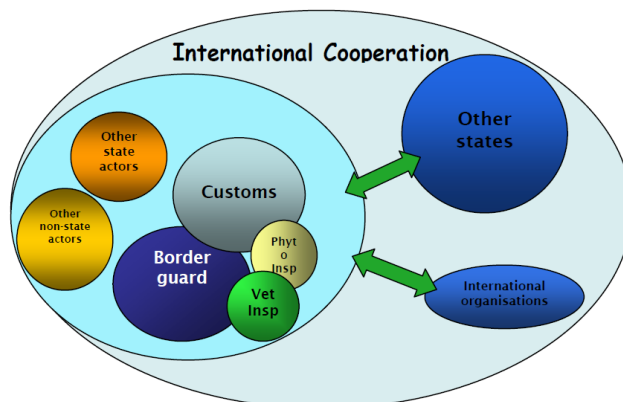 International Cooperation
Other
state
actors
Other
non-state
actors
Customs
Border
guard
Phyt
o
Insp
Vet
Insp
Other
states
International
organisations